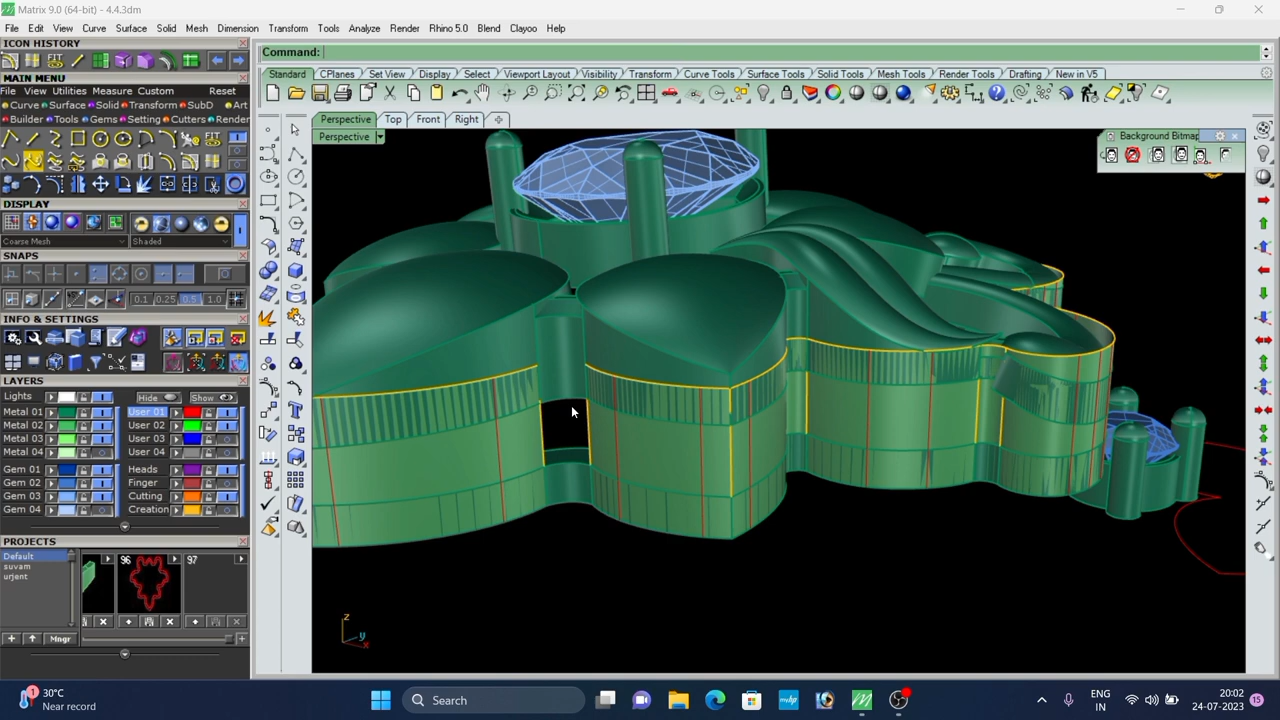 Matrix 9.0 (64-bit) - 4.4.3dm
File Edit View Curve Surface Solid Mesh Dimension Transform Tools Analyze Render Rhino 5.0 Blend Clayoo Help
ICON HISTORY
Command:
Standard CPlanes Set View Display Select Viewport Layout Visibility Transform Curve Tools Surface Tools Solid Tools Mesh Tools Render Tools Drafting New in V5
FIT
MAIN MENU
File View Utilities Measure Custom Reset
Curve Surface Solid Transform SubD Art
Builder Tools Gems Setting Cutters Render
FIT
Perspective Top Front Right
Perspective
Background Bitmap
DISPLAY
Coarse Mesh Shaded
SNAPS
0.1 0.25 0.5 1.0
INFO & SETTINGS
LAYERS
Lights Hide Show
Metal 01 User 01
Metal 02 User 02
Metal 03 User 03
Metal 04 User 04
Gem 01 Heads
Gem 02 Finger
Gem 03 Cutting
Gem 04 Creation
PROJECTS
Default
suvam
urjent
96 97
Mngr
z
y
x
1
30°C
Near record
Search
ENG
IN
20:02
24-07-2023
15